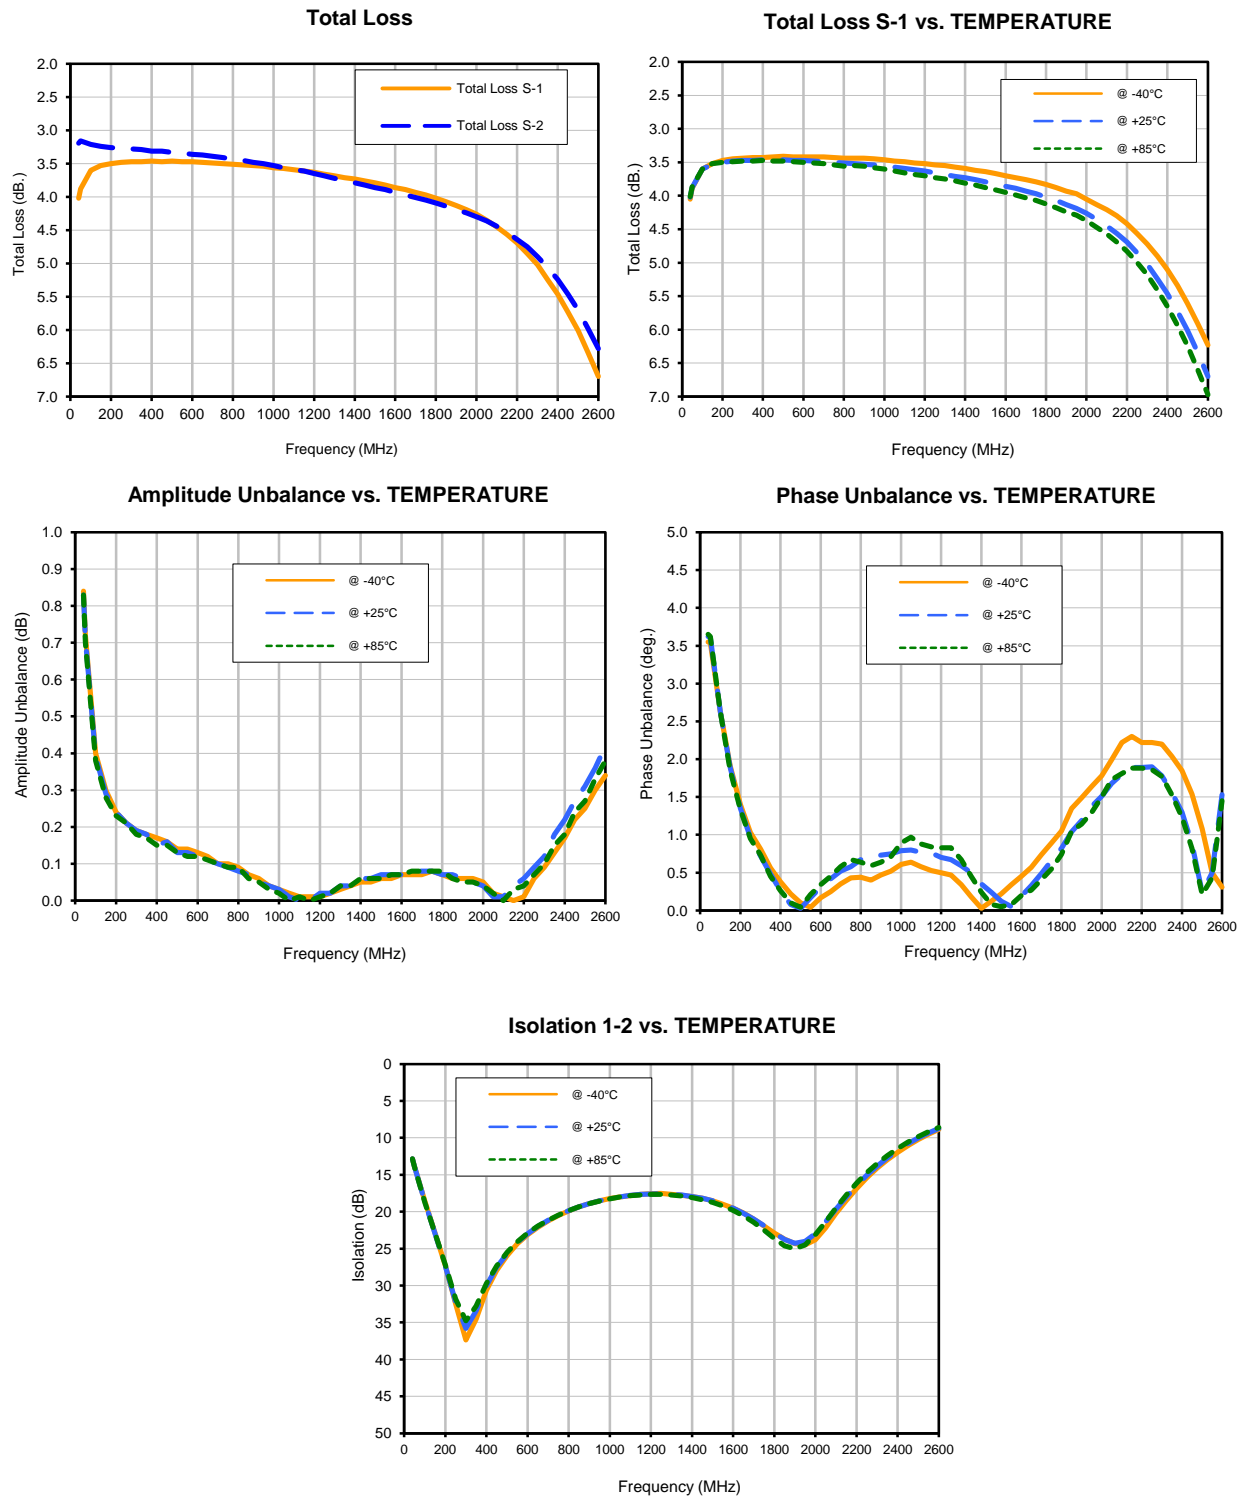 Total Loss
2.0
2.5
3.0
3.5
4.0
4.5
5.0
5.5
6.0
6.5
7.0
Total Loss (dB.)
Total Loss S-1
Total Loss S-2
0 200 400 600 800 1000 1200 1400 1600 1800 2000 2200 2400 2600
Frequency (MHz)
Total Loss S-1 vs. TEMPERATURE
2.0
2.5
3.0
3.5
4.0
4.5
5.0
5.5
6.0
6.5
7.0
Total Loss (dB.)
@ -40°C
@ +25°C
@ +85°C
0 200 400 600 800 1000 1200 1400 1600 1800 2000 2200 2400 2600
Frequency (MHz)
Amplitude Unbalance vs. TEMPERATURE
1.0
0.9
0.8
0.7
0.6
0.5
0.4
0.3
0.2
0.1
0.0
Amplitude Unbalance (dB)
@ -40°C
@ +25°C
@ +85°C
0 200 400 600 800 1000 1200 1400 1600 1800 2000 2200 2400 2600
Frequency (MHz)
Phase Unbalance vs. TEMPERATURE
5.0
4.5
4.0
3.5
3.0
2.5
2.0
1.5
1.0
0.5
0.0
Phase Unbalance (deg.)
@ -40°C
@ +25°C
@ +85°C
0 200 400 600 800 1000 1200 1400 1600 1800 2000 2200 2400 2600
Frequency (MHz)
Isolation 1-2 vs. TEMPERATURE
0
5
10
15
20
25
30
35
40
45
50
Isolation (dB)
@ -40°C
@ +25°C
@ +85°C
0 200 400 600 800 1000 1200 1400 1600 1800 2000 2200 2400 2600
Frequency (MHz)